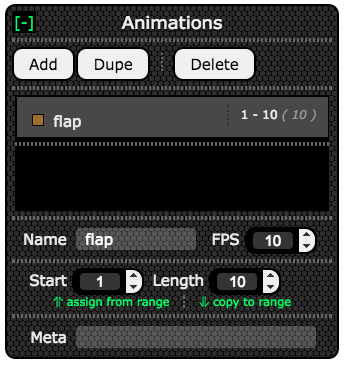 [-] Animations
Add Dupe Delete
flap 1 - 10 ( 10 )
Name flap FPS 10
Start 1 Length 10
⇑ assign from range ⇓ copy to range
Meta